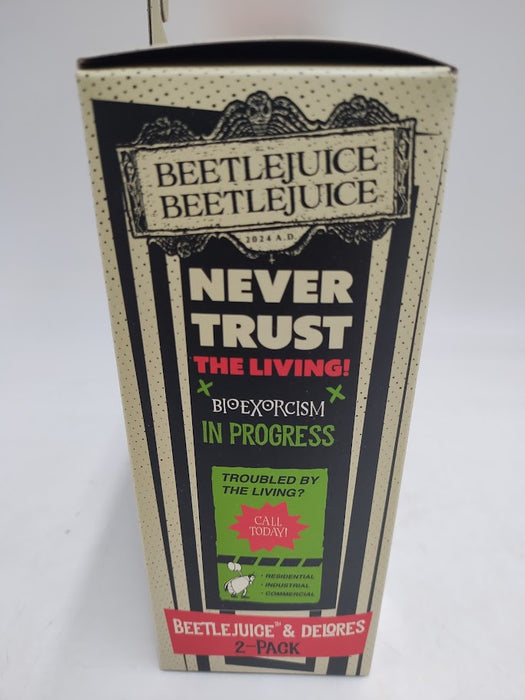 BEETLEJUICE
BEETLEJUICE
2024 A.D.
NEVER
TRUST
THE LIVING!
BIOEXORCISM
IN PROGRESS
TROUBLED BY
THE LIVING?
CALL
TODAY!
• RESIDENTIAL
• INDUSTRIAL
• COMMERCIAL
BEETLEJUICE™ & DELORES
2-PACK